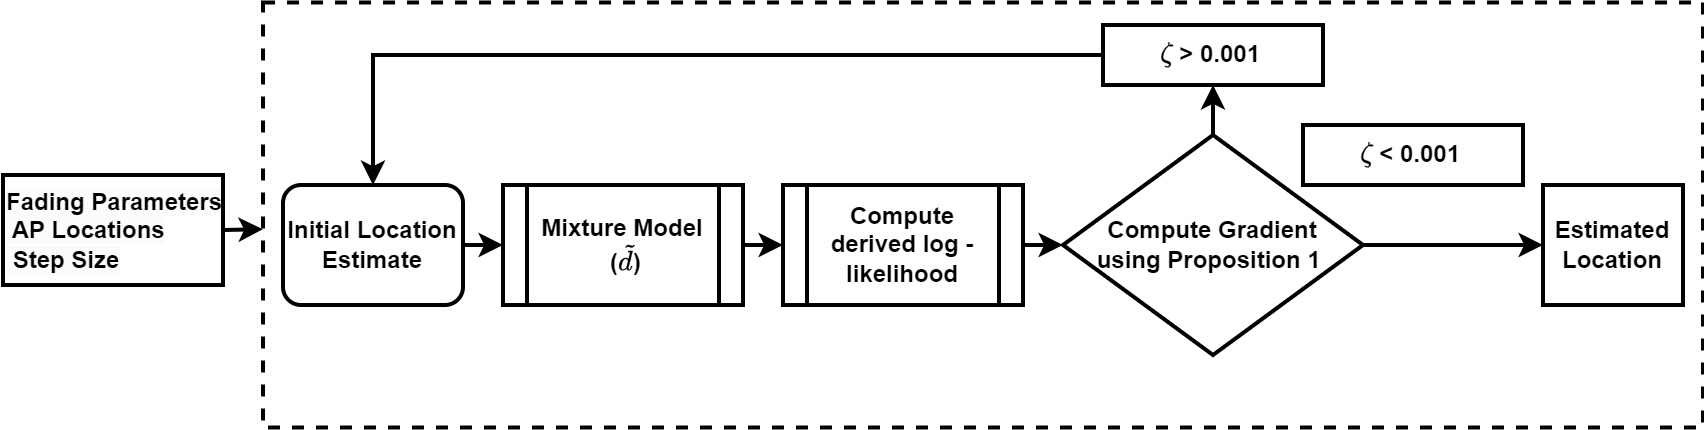 ζ > 0.001
ζ < 0.001
Fading Parameters
AP Locations
Step Size
Initial Location
Estimate
Mixture Model
(d̃)
Compute
derived log -
likelihood
Compute Gradient
using Proposition 1
Estimated
Location